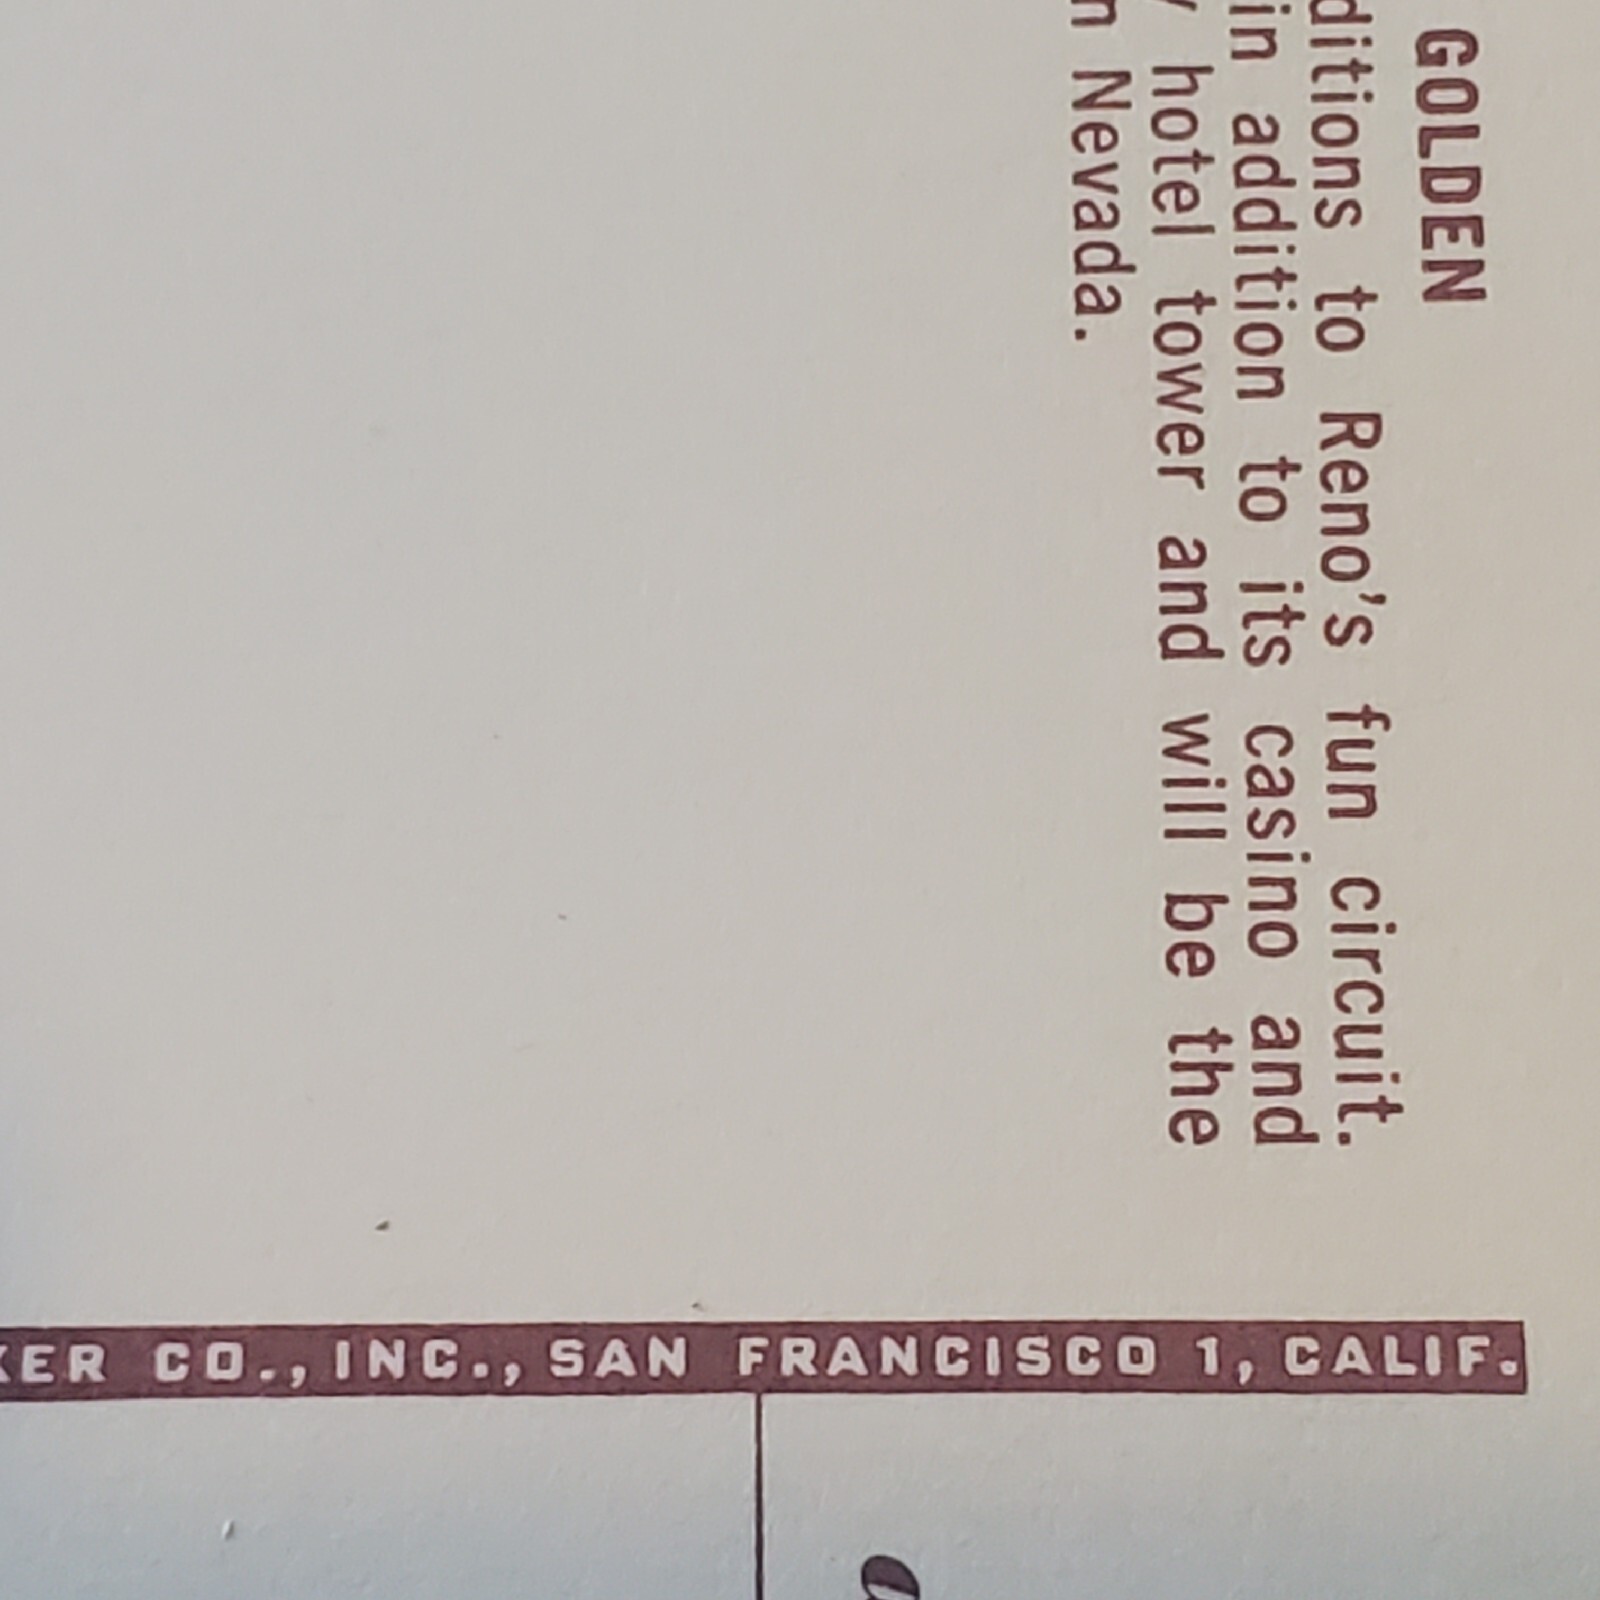 GOLDEN
ditions to Reno's fun circuit.
in addition to its casino and
hotel tower and will be the
n Nevada.
KER CO., INC., SAN FRANCISCO 1, CALIF.